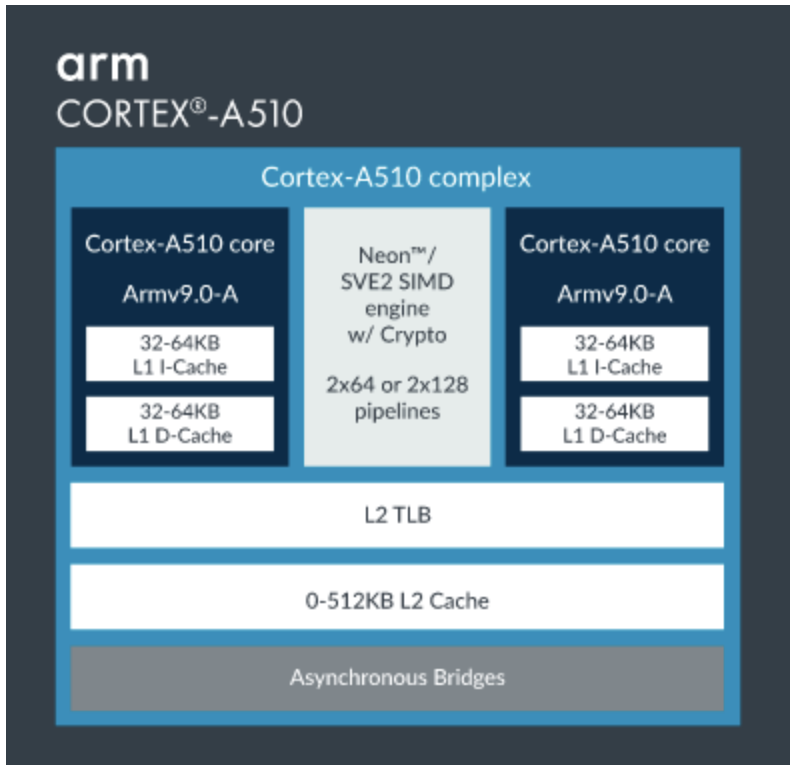 arm
CORTEX®-A510
Cortex-A510 complex
Cortex-A510 core
Armv9.0-A
32-64KB
L1 I-Cache
32-64KB
L1 D-Cache
Neon™/
SVE2 SIMD
engine
w/ Crypto
2x64 or 2x128
pipelines
Cortex-A510 core
Armv9.0-A
32-64KB
L1 I-Cache
32-64KB
L1 D-Cache
L2 TLB
0-512KB L2 Cache
Asynchronous Bridges